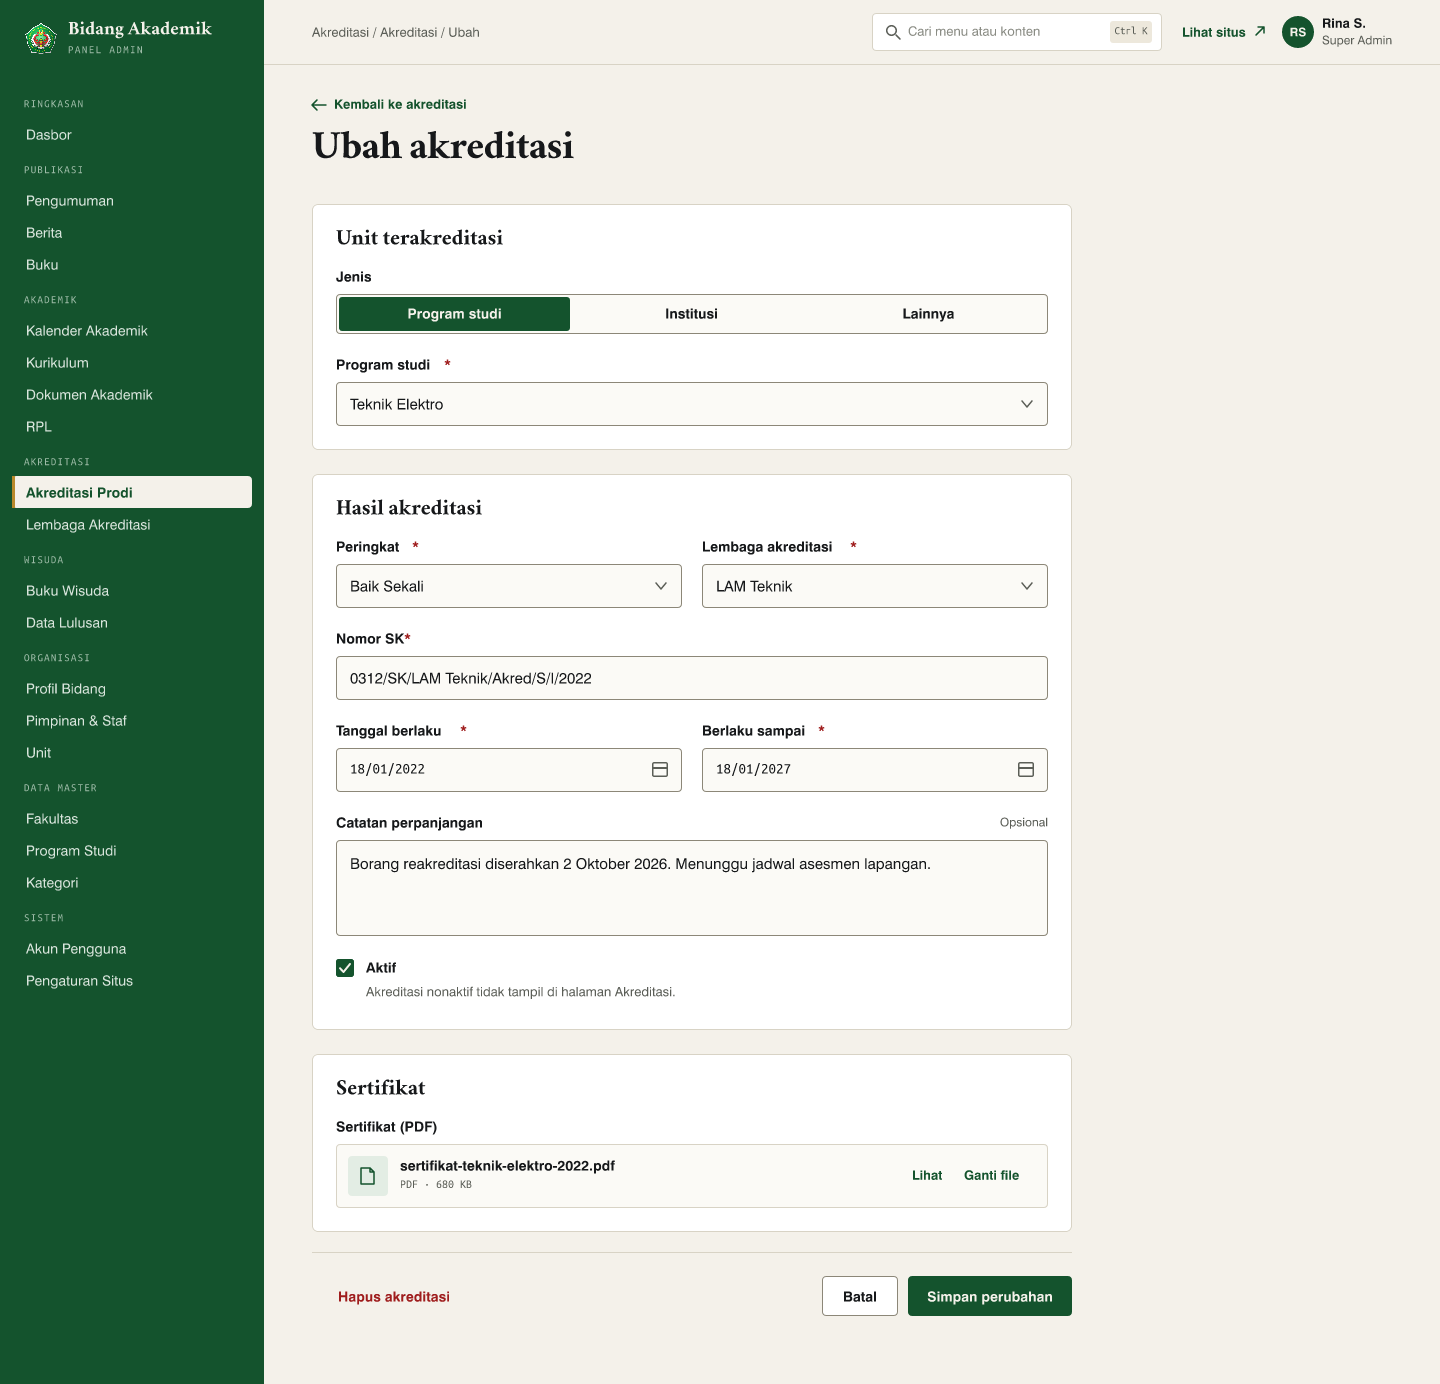 Bidang Akademik
PANEL ADMIN
RINGKASAN
Dasbor
PUBLIKASI
Pengumuman
Berita
Buku
AKADEMIK
Kalender Akademik
Kurikulum
Dokumen Akademik
RPL
AKREDITASI
Akreditasi Prodi
Lembaga Akreditasi
WISUDA
Buku Wisuda
Data Lulusan
ORGANISASI
Profil Bidang
Pimpinan & Staf
Unit
DATA MASTER
Fakultas
Program Studi
Kategori
SISTEM
Akun Pengguna
Pengaturan Situs
Akreditasi / Akreditasi / Ubah
Cari menu atau konten
Ctrl K
Lihat situs
RS
Rina S.
Super Admin
Kembali ke akreditasi
Ubah akreditasi
Unit terakreditasi
Jenis
Program studi
Institusi
Lainnya
Program studi *
Teknik Elektro
Hasil akreditasi
Peringkat *
Baik Sekali
Lembaga akreditasi *
LAM Teknik
Nomor SK*
0312/SK/LAM Teknik/Akred/S/I/2022
Tanggal berlaku *
18/01/2022
Berlaku sampai *
18/01/2027
Catatan perpanjangan
Opsional
Borang reakreditasi diserahkan 2 Oktober 2026. Menunggu jadwal asesmen lapangan.
Aktif
Akreditasi nonaktif tidak tampil di halaman Akreditasi.
Sertifikat
Sertifikat (PDF)
sertifikat-teknik-elektro-2022.pdf
PDF · 680 KB
Lihat
Ganti file
Hapus akreditasi
Batal
Simpan perubahan